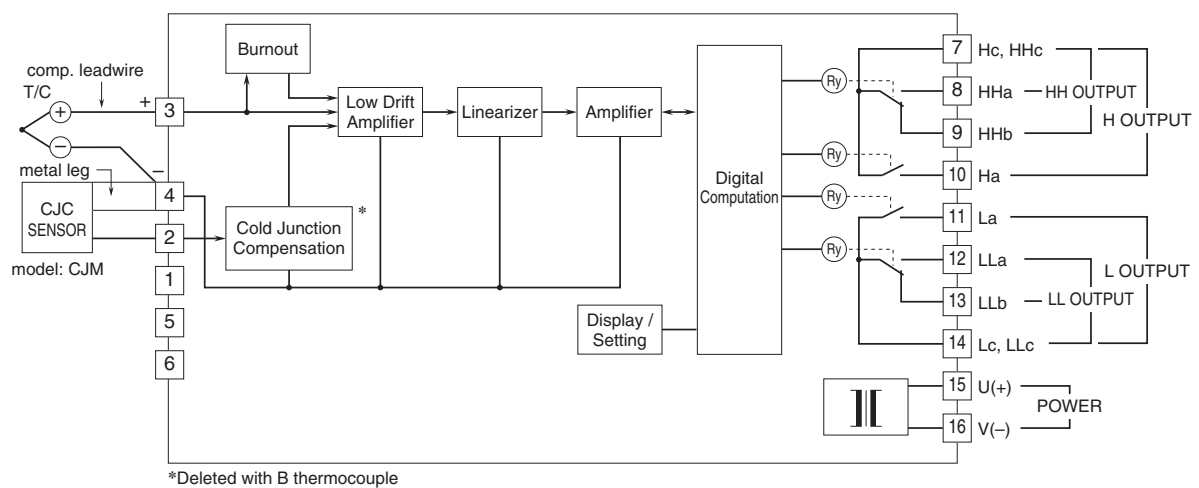 Burnout
comp. leadwire
T/C
+
−
+
−
3
Low Drift
Amplifier
Linearizer
Amplifier
metal leg
4
CJC
SENSOR
2
model: CJM
Cold Junction
Compensation
*
1
5
6
Digital
Computation
Display /
Setting
Ry
Ry
Ry
Ry
7 Hc, HHc
8 HHa
HH OUTPUT
9 HHb
H OUTPUT
10 Ha
11 La
12 LLa
L OUTPUT
13 LLb
LL OUTPUT
14 Lc, LLc
15 U(+)
POWER
16 V(–)
*Deleted with B thermocouple